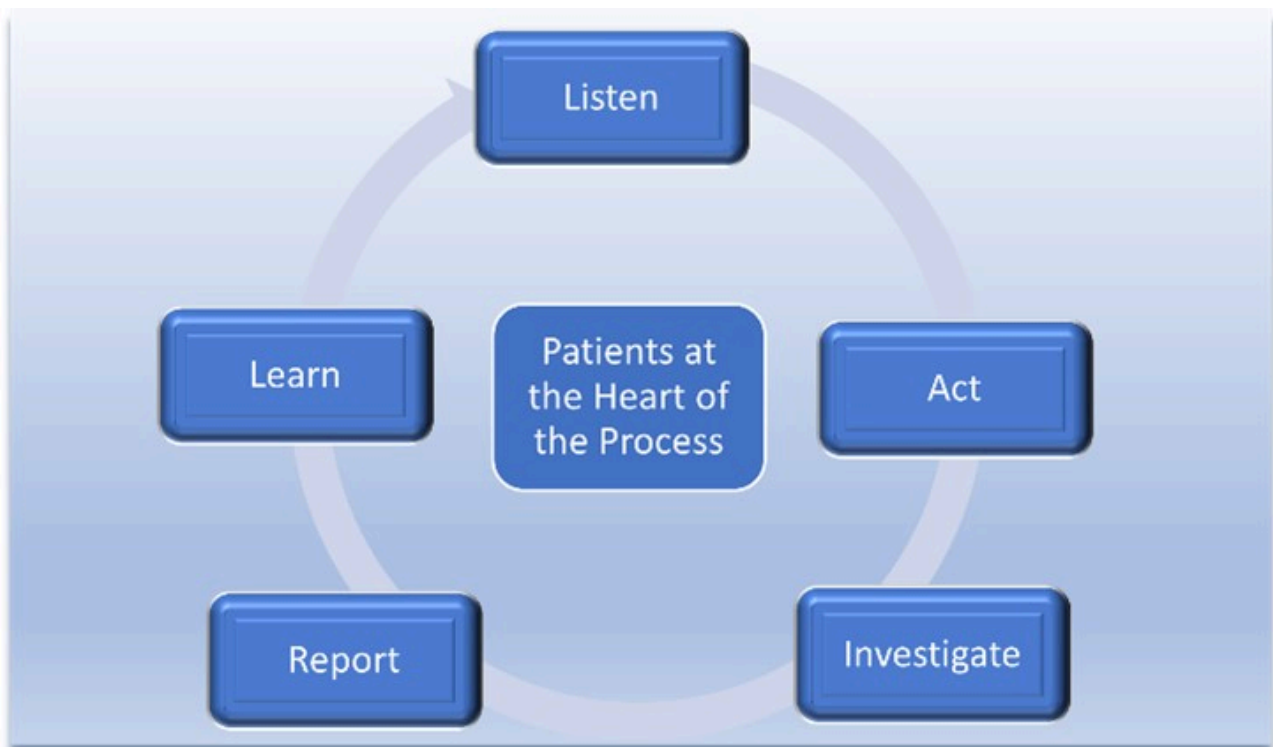 Listen
Learn
Patients at
the Heart of
the Process
Act
Report
Investigate